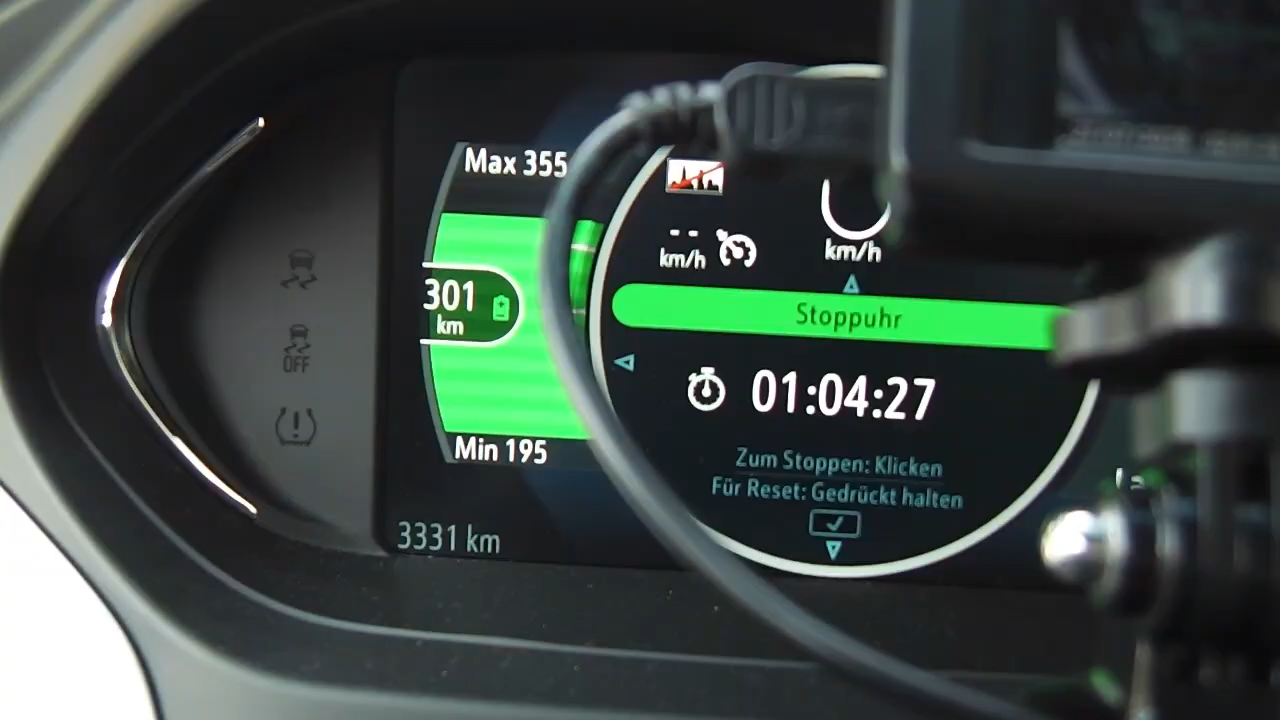 Max 355
301
km
Min 195
3331 km
OFF
-- km/h
km/h
Stoppuhr
01:04:27
Zum Stoppen: Klicken
Für Reset: Gedrückt halten